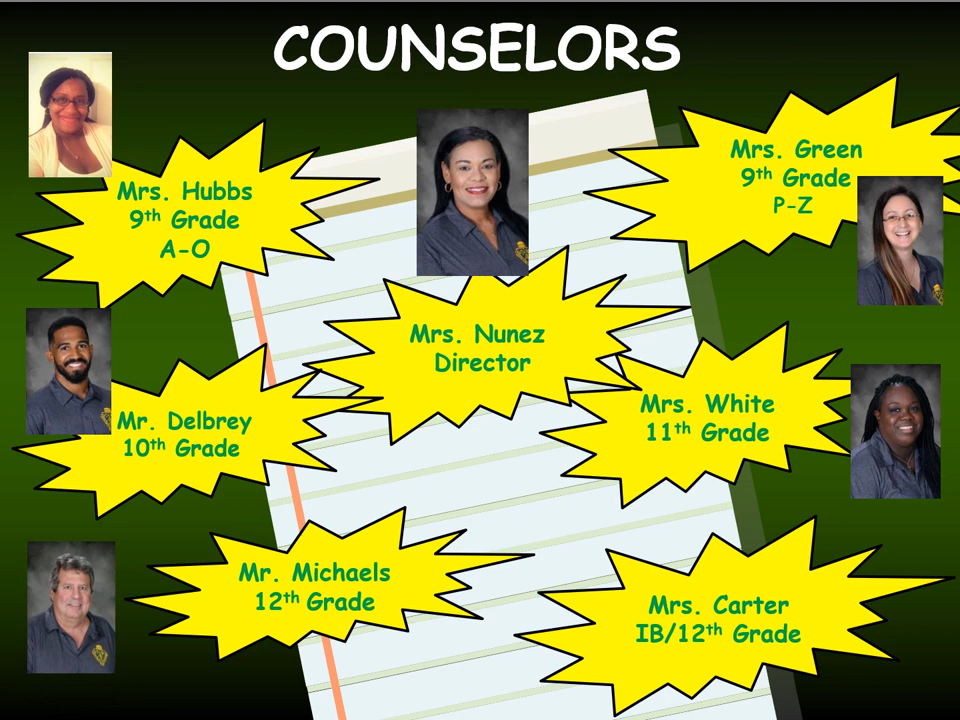 COUNSELORS
Mrs. Hubbs
9th Grade
A-O
Mrs. Green
9th Grade
P-Z
Mrs. Nunez
Director
Mr. Delbrey
10th Grade
Mrs. White
11th Grade
Mr. Michaels
12th Grade
Mrs. Carter
IB/12th Grade